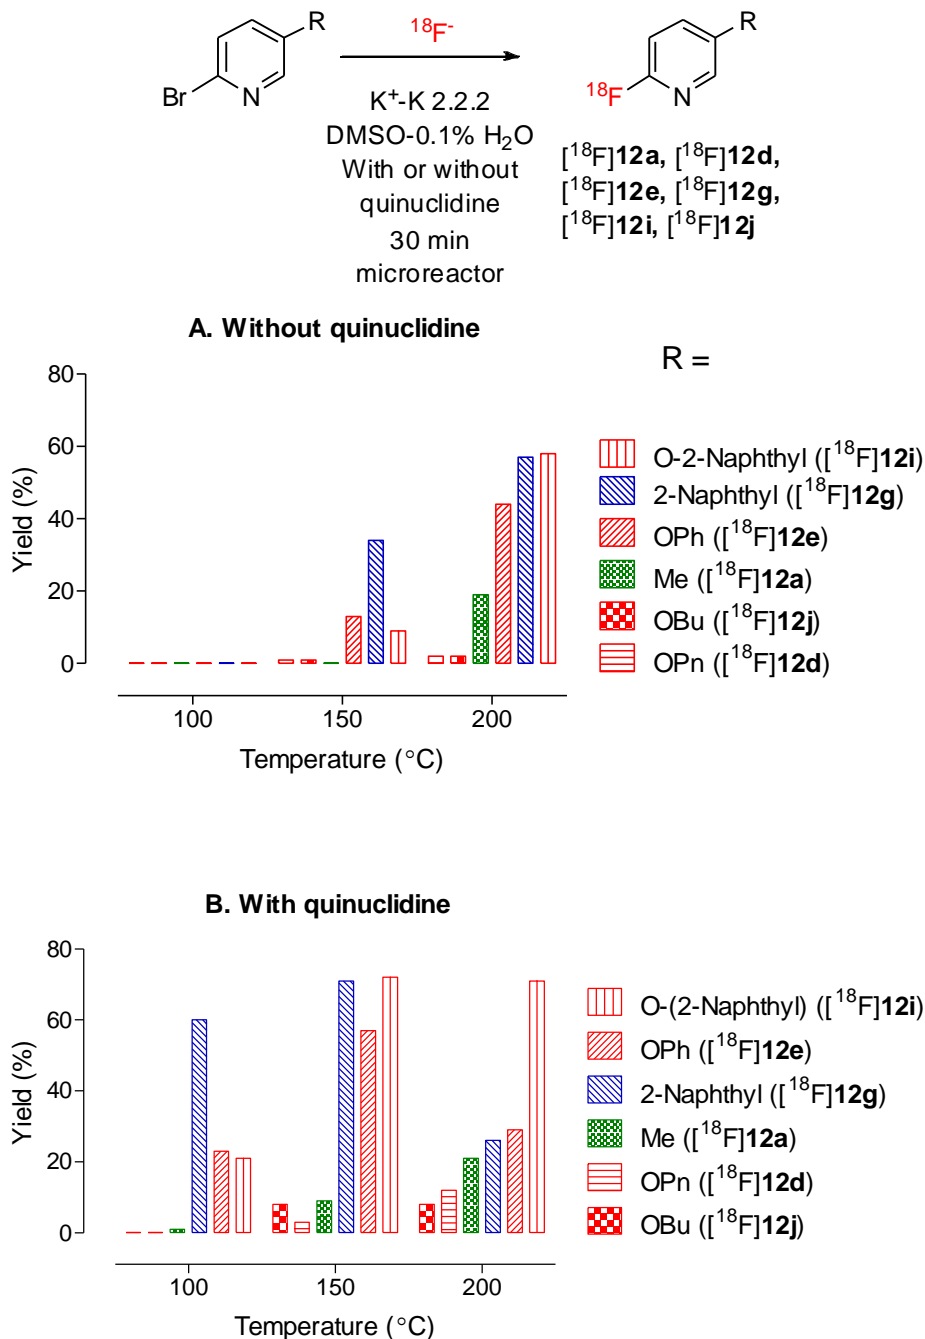 R
Br
N
¹⁸F⁻
K⁺-K 2.2.2
DMSO-0.1% H₂O
With or without
quinuclidine
30 min
microreactor
R
¹⁸F
N
[¹⁸F]12a, [¹⁸F]12d,
[¹⁸F]12e, [¹⁸F]12g,
[¹⁸F]12i, [¹⁸F]12j
A. Without quinuclidine
R =
80
60
40
20
0
Yield (%)
100 150 200
Temperature (°C)
O-2-Naphthyl ([¹⁸F]12i)
2-Naphthyl ([¹⁸F]12g)
OPh ([¹⁸F]12e)
Me ([¹⁸F]12a)
OBu ([¹⁸F]12j)
OPn ([¹⁸F]12d)
B. With quinuclidine
80
60
40
20
0
Yield (%)
100 150 200
Temperature (°C)
O-(2-Naphthyl) ([¹⁸F]12i)
OPh ([¹⁸F]12e)
2-Naphthyl ([¹⁸F]12g)
Me ([¹⁸F]12a)
OPn ([¹⁸F]12d)
OBu ([¹⁸F]12j)